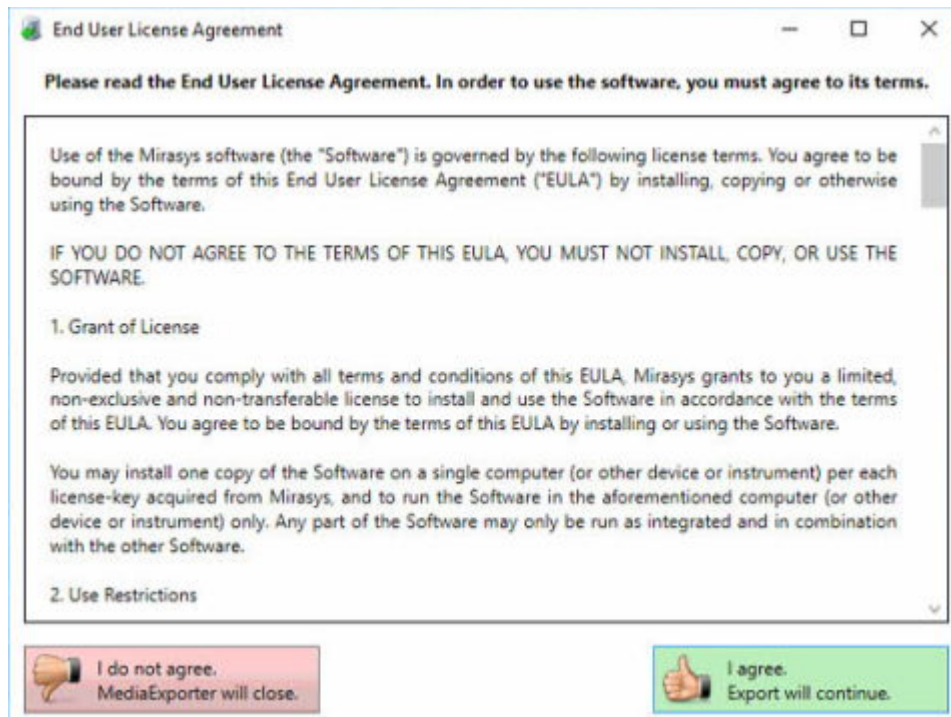 End User License Agreement
Please read the End User License Agreement. In order to use the software, you must agree to its terms.
Use of the Mirasys software (the "Software") is governed by the following license terms. You agree to be
bound by the terms of this End User License Agreement ("EULA") by installing, copying or otherwise
using the Software.
IF YOU DO NOT AGREE TO THE TERMS OF THIS EULA, YOU MUST NOT INSTALL, COPY, OR USE THE
SOFTWARE.
1. Grant of License
Provided that you comply with all terms and conditions of this EULA, Mirasys grants to you a limited,
non-exclusive and non-transferable license to install and use the Software in accordance with the terms
of this EULA. You agree to be bound by the terms of this EULA by installing or using the Software.
You may install one copy of the Software on a single computer (or other device or instrument) per each
license-key acquired from Mirasys, and to run the Software in the aforementioned computer (or other
device or instrument) only. Any part of the Software may only be run as integrated and in combination
with the other Software.
2. Use Restrictions
I do not agree.
MediaExporter will close.
I agree.
Export will continue.